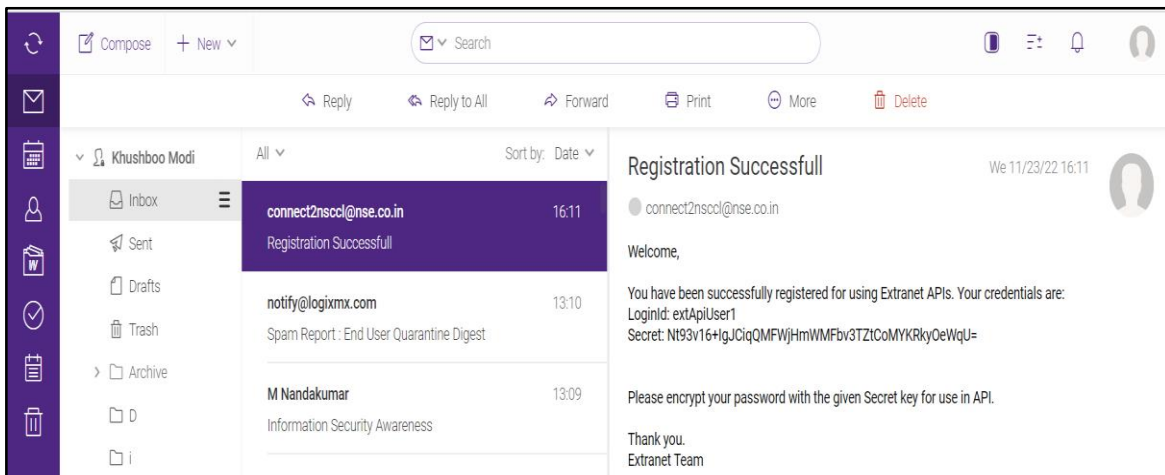 Compose
New
Search
Reply
Reply to All
Forward
Print
More
Delete
Khushboo Modi
Inbox
Sent
Drafts
Trash
Archive
D
i
All
Sort by: Date
connect2nsccl@nse.co.in 16:11
Registration Successfull
notify@logixmx.com 13:10
Spam Report : End User Quarantine Digest
M Nandakumar 13:09
Information Security Awareness
Registration Successfull We 11/23/22 16:11
connect2nsccl@nse.co.in
Welcome,
You have been successfully registered for using Extranet APIs. Your credentials are:
LoginId: extApiUser1
Secret: Nt93v16+IgJCiqQMFWjHmWMFbv3TZtCoMYKRkyOeWqU=
Please encrypt your password with the given Secret key for use in API.
Thank you.
Extranet Team